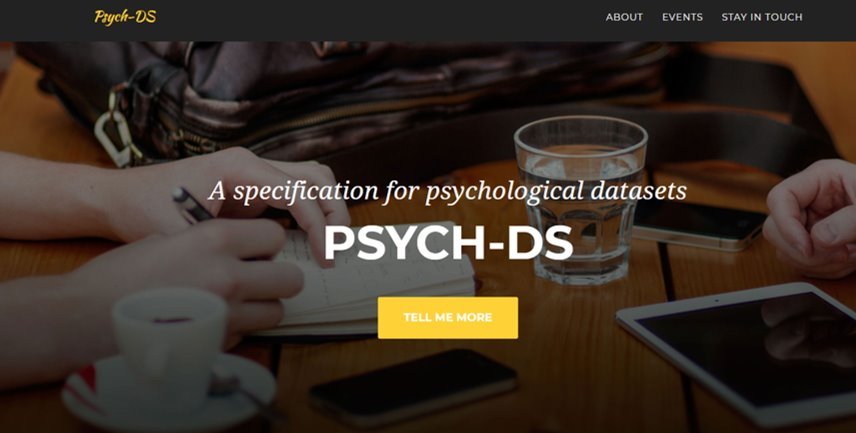 Psych-DS
ABOUT EVENTS STAY IN TOUCH
A specification for psychological datasets
PSYCH-DS
TELL ME MORE